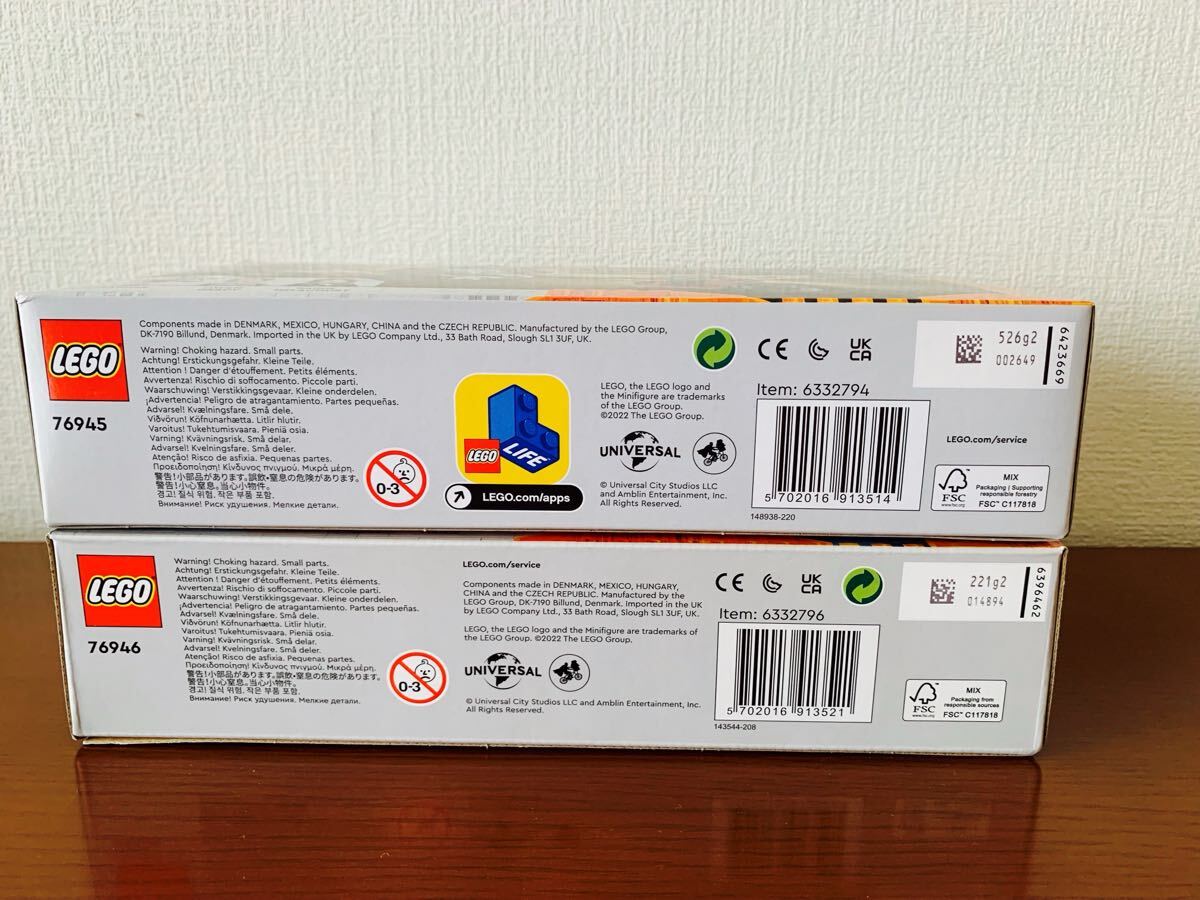 LEGO
76945
Components made in DENMARK, MEXICO, HUNGARY, CHINA and the CZECH REPUBLIC. Manufactured by the LEGO Group,
DK-7190 Billund, Denmark. Imported in the UK by LEGO Company Ltd., 33 Bath Road, Slough SL1 3UF, UK.
Warning! Choking hazard. Small parts.
Achtung! Erstickungsgefahr. Kleine Teile.
Attention ! Danger d'étouffement. Petits éléments.
Avvertenza! Rischio di soffocamento. Piccole parti.
Waarschuwing! Verstikkingsgevaar. Kleine onderdelen.
¡Advertencia! Peligro de atragantamiento. Partes pequeñas.
Advarsel! Kvælningsfare. Små dele.
Viðvörun! Köfnunarhætta. Litlir hlutir.
Varoitus! Tukehtumisvaara. Pieniä osia.
Varning! Kvävningsrisk. Små delar.
Advarsel! Kvelningsfare. Små deler.
Atenção! Risco de asfixia. Pequenas partes.
Προειδοποίηση! Κίνδυνος πνιγμού. Μικρά μέρη.
警告!小部品があります。誤飲・窒息の危険があります。
警告!小心窒息。当心小物件。
경고! 질식 위험. 작은 부품 포함.
Внимание! Риск удушения. Мелкие детали.
0-3
LEGO
LIFE
LEGO.com/apps
LEGO, the LEGO logo and
the Minifigure are trademarks
of the LEGO Group.
©2022 The LEGO Group.
UNIVERSAL
© Universal City Studios LLC
and Amblin Entertainment, Inc.
All Rights Reserved.
CE
UK
CA
Item: 6332794
5 702016 913514
148938-220
526g2
002649
6423669
LEGO.com/service
FSC
www.fsc.org
MIX
Packaging | Supporting
responsible forestry
FSC™ C117818
LEGO
76946
Warning! Choking hazard. Small parts.
Achtung! Erstickungsgefahr. Kleine Teile.
Attention ! Danger d'étouffement. Petits éléments.
Avvertenza! Rischio di soffocamento. Piccole parti.
Waarschuwing! Verstikkingsgevaar. Kleine onderdelen.
¡Advertencia! Peligro de atragantamiento. Partes pequeñas.
Advarsel! Kvælningsfare. Små dele.
Viðvörun! Köfnunarhætta. Litlir hlutir.
Varoitus! Tukehtumisvaara. Pieniä osia.
Varning! Kvävningsrisk. Små delar.
Advarsel! Kvelningsfare. Små deler.
Atenção! Risco de asfixia. Pequenas partes.
Προειδοποίηση! Κίνδυνος πνιγμού. Μικρά μέρη.
警告!小部品があります。誤飲・窒息の危険があります。
警告!小心窒息。当心小物件。
경고! 질식 위험. 작은 부품 포함.
Внимание! Риск удушения. Мелкие детали.
0-3
LEGO.com/service
Components made in DENMARK, MEXICO, HUNGARY,
CHINA and the CZECH REPUBLIC. Manufactured by the
LEGO Group, DK-7190 Billund, Denmark. Imported in the UK
by LEGO Company Ltd., 33 Bath Road, Slough SL1 3UF, UK.
LEGO, the LEGO logo and the Minifigure are trademarks of
the LEGO Group. ©2022 The LEGO Group.
UNIVERSAL
© Universal City Studios LLC and Amblin Entertainment, Inc.
All Rights Reserved.
CE
UK
CA
Item: 6332796
5 702016 913521
143544-208
221g2
014894
6396462
FSC
www.fsc.org
MIX
Packaging from
responsible sources
FSC™ C117818